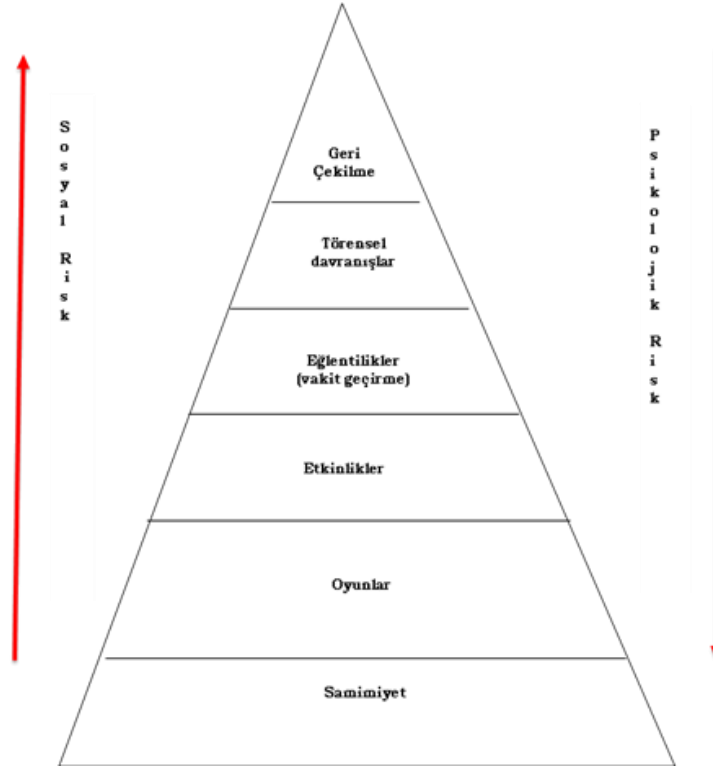 Sosyal Risk
Psikolojik Risk
Geri
Çekilme
Törensel
davranışlar
Eğlentilikler
(vakit geçirme)
Etkinlikler
Oyunlar
Samimiyet